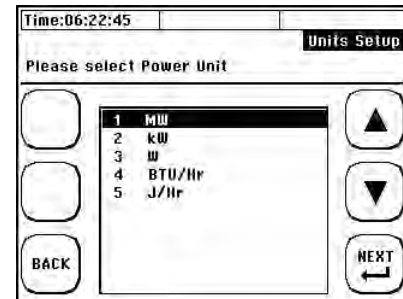 Time:06:22:45
Units Setup
Please select Power Unit
1 MW
2 kW
3 W
4 BTU/Hr
5 J/Hr
BACK
NEXT